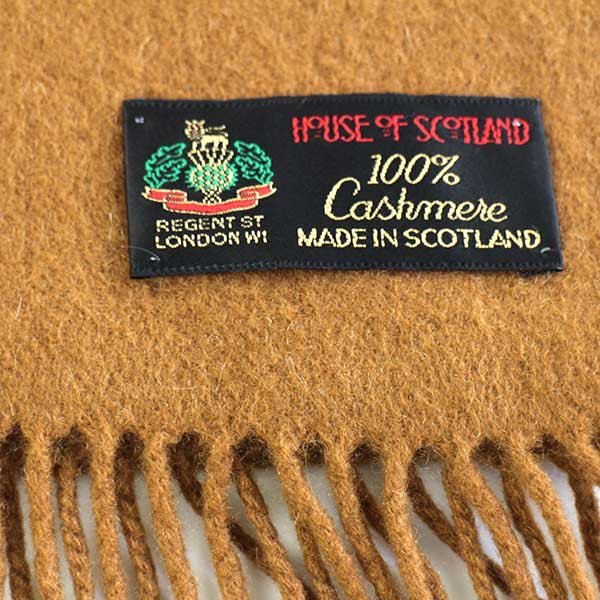 HOUSE OF SCOTLAND
100%
Cashmere
MADE IN SCOTLAND
REGENT ST
LONDON W1